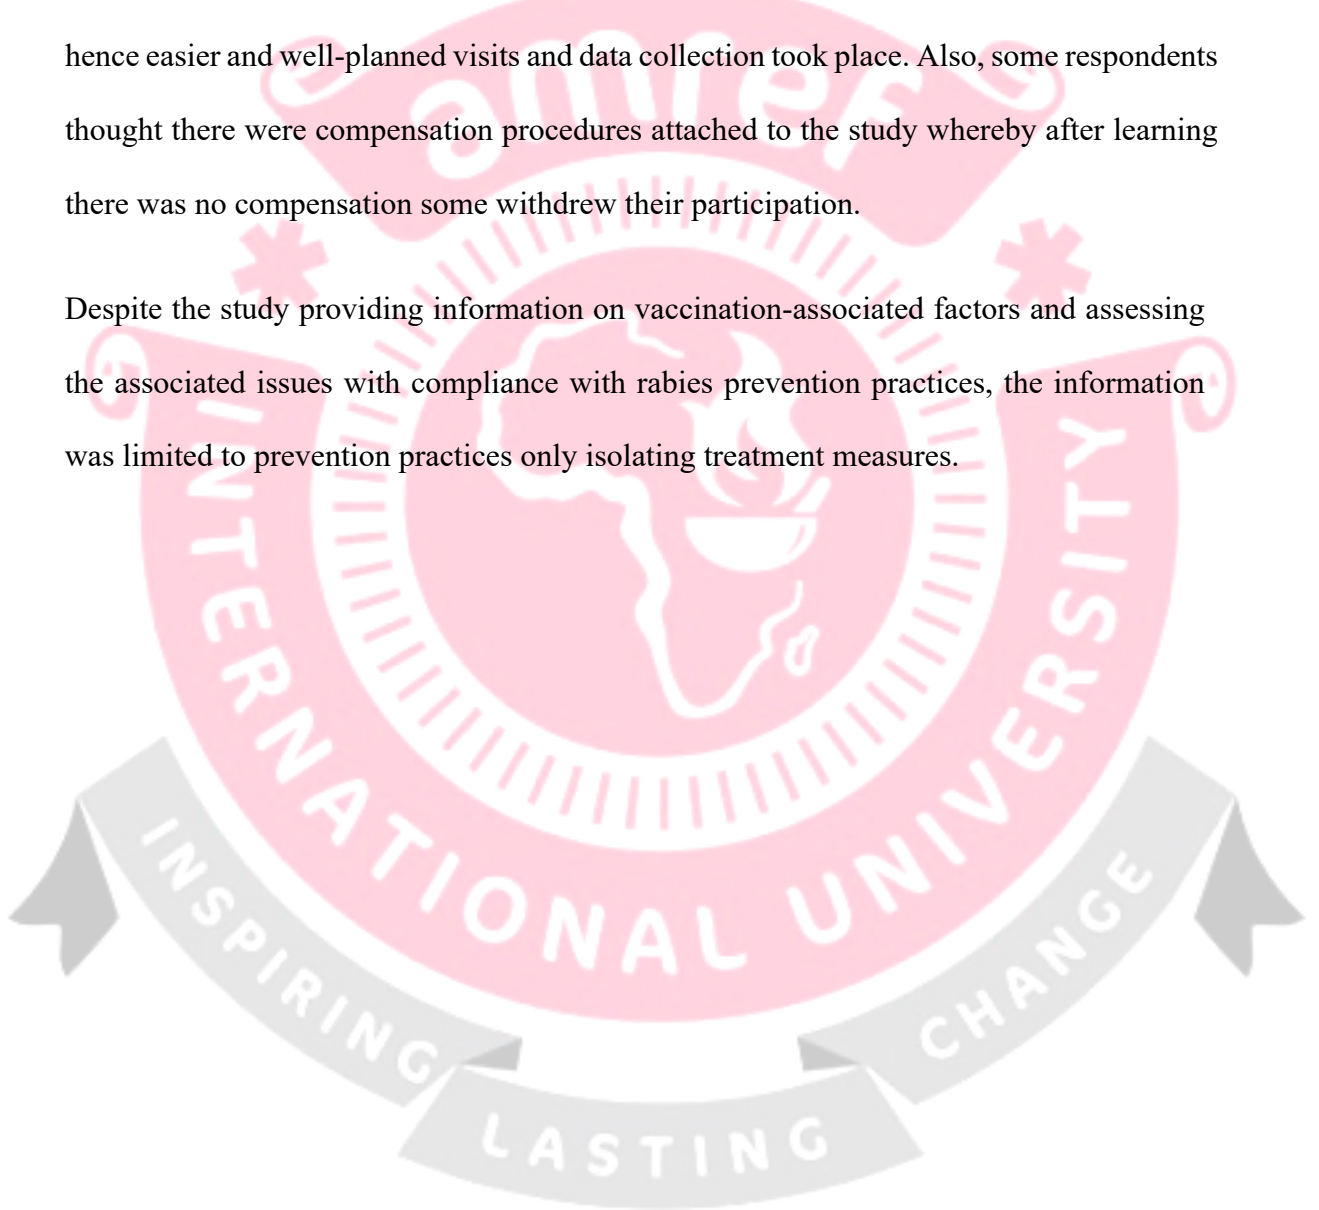 hence easier and well-planned visits and data collection took place. Also, some respondents
thought there were compensation procedures attached to the study whereby after learning
there was no compensation some withdrew their participation.
Despite the study providing information on vaccination-associated factors and assessing
the associated issues with compliance with rabies prevention practices, the information
was limited to prevention practices only isolating treatment measures.
amref
INTERNATIONAL UNIVERSITY
INSPIRING
LASTING
CHANGE